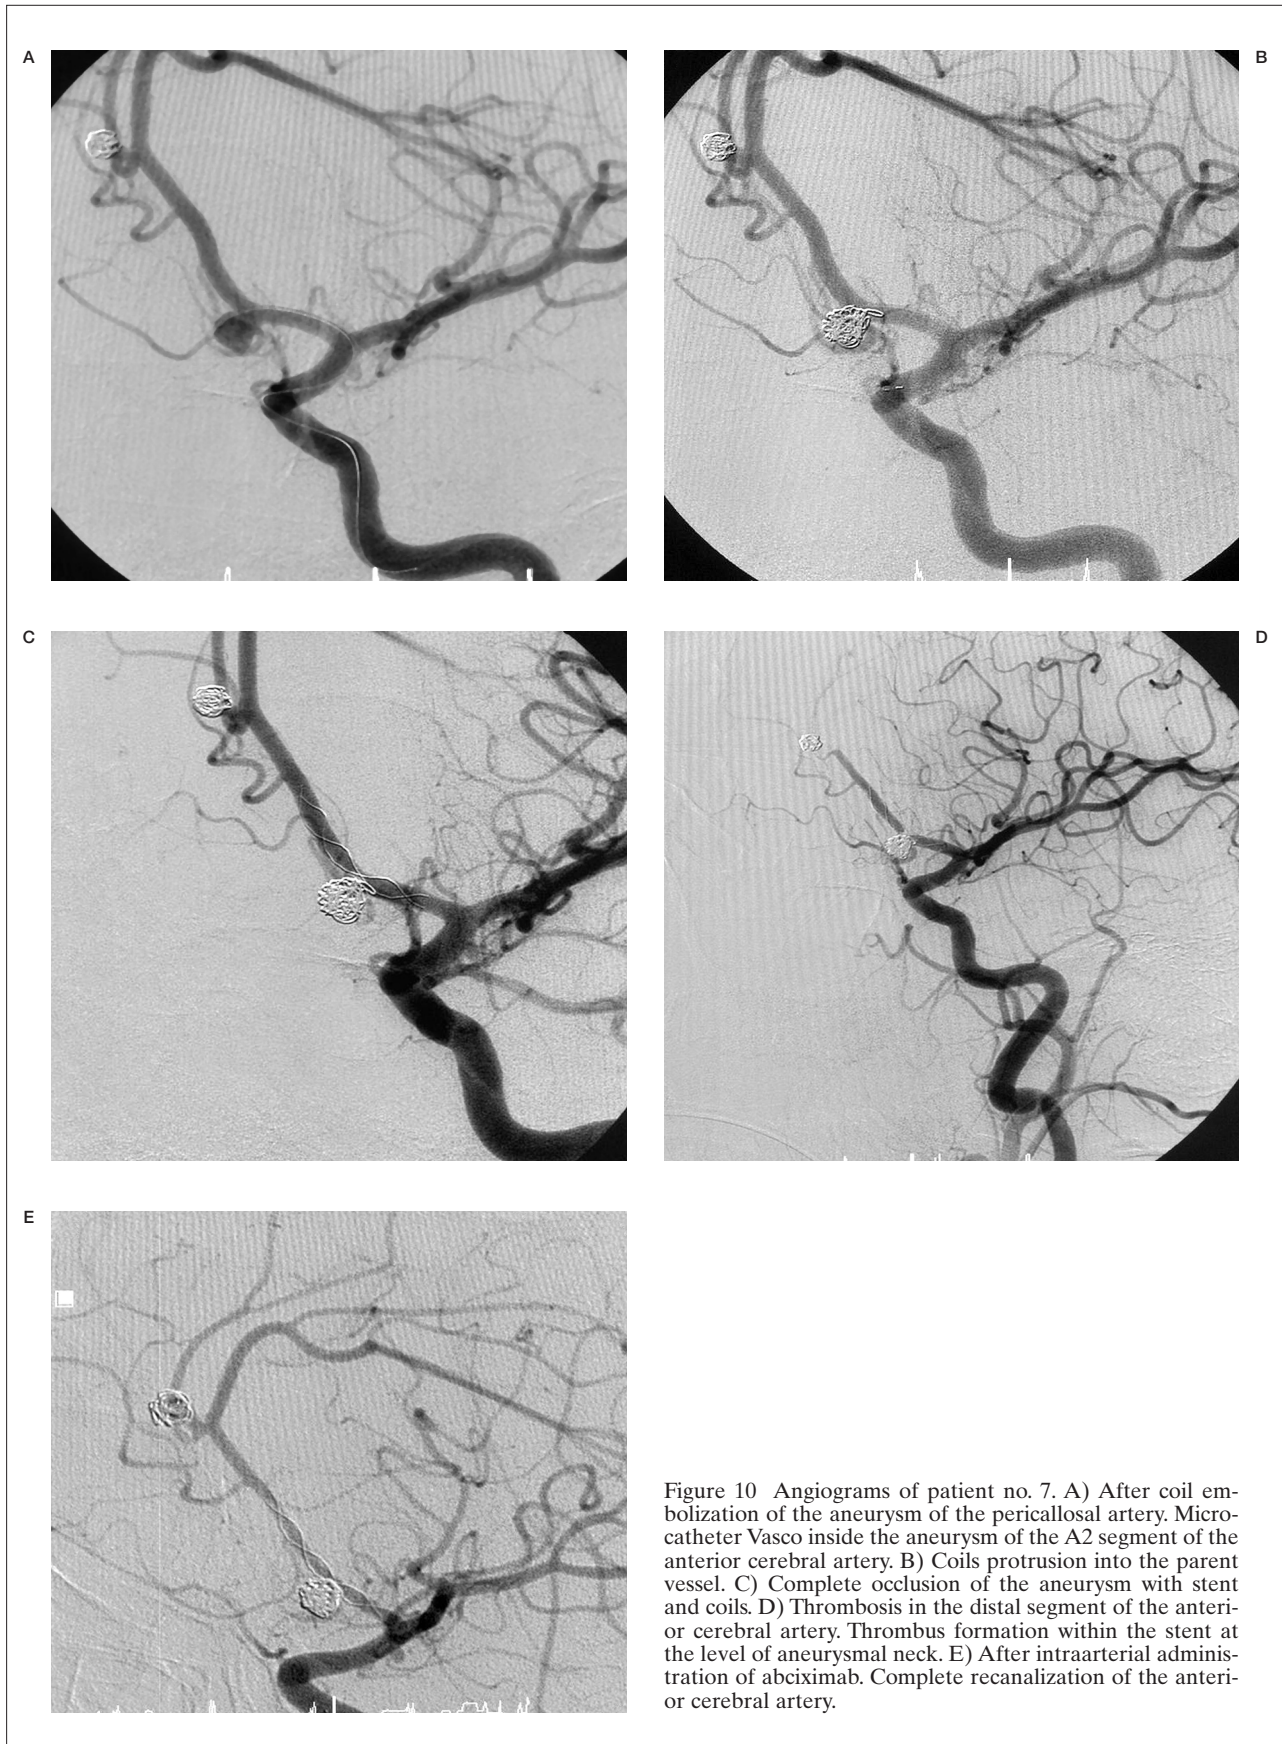 A
B
C
D
E
L
Figure 10 Angiograms of patient no. 7. A) After coil em-
bolization of the aneurysm of the pericallosal artery. Micro-
catheter Vasco inside the aneurysm of the A2 segment of the
anterior cerebral artery. B) Coils protrusion into the parent
vessel. C) Complete occlusion of the aneurysm with stent
and coils. D) Thrombosis in the distal segment of the anteri-
or cerebral artery. Thrombus formation within the stent at
the level of aneurysmal neck. E) After intraarterial adminis-
tration of abciximab. Complete recanalization of the anteri-
or cerebral artery.